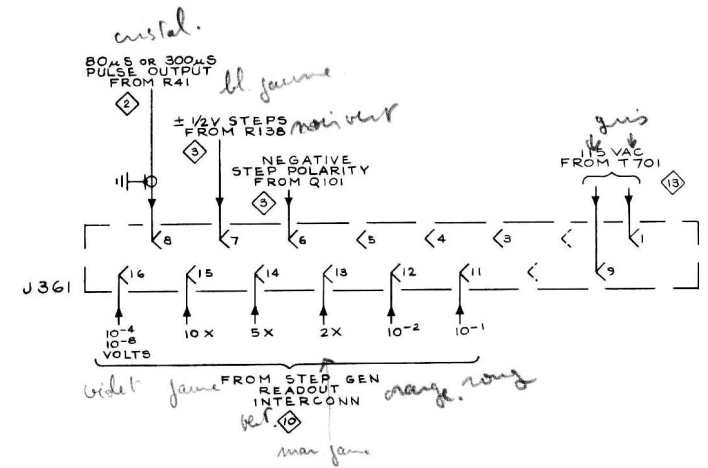 cristal.
80µS OR 300µS
PULSE OUTPUT
FROM R41
2
bl. jaune
± 1/2V STEPS
FROM R138
noir vert
3
NEGATIVE
STEP POLARITY
FROM Q101
3
gris
115 VAC
FROM T701
13
8 7 6 5 4 3 1
J361
16 15 14 13 12 11 9
10-4
10-8
VOLTS
10X 5X 2X 10-2 10-1
violet jaune
FROM STEP GEN
READOUT
INTERCONN
orange. roug
vert.
10
mar jau